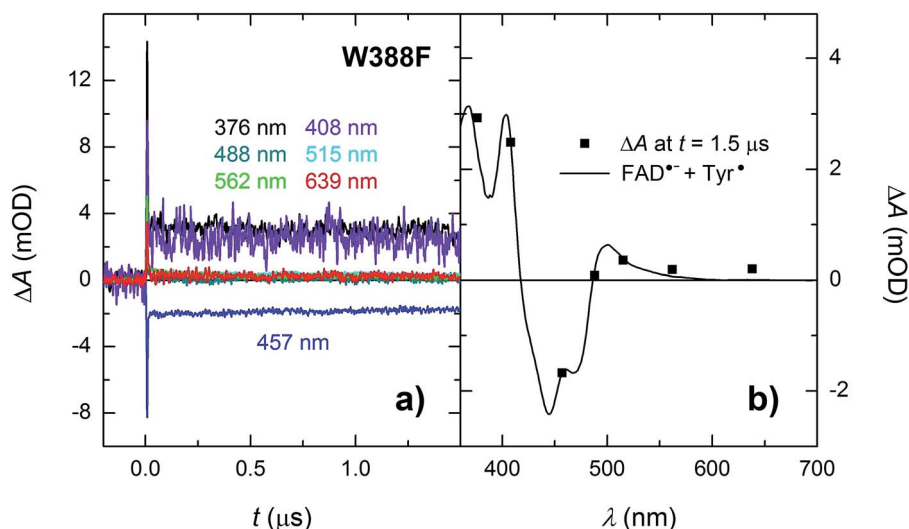 W388F
376 nm 408 nm
488 nm 515 nm
562 nm 639 nm
457 nm
a)
12
8
4
0
-4
-8
ΔA (mOD)
0.0 0.5 1.0
t (μs)
■ ΔA at t = 1.5 μs
FAD•− + Tyr•
b)
4
2
0
-2
ΔA (mOD)
400 500 600 700
λ (nm)